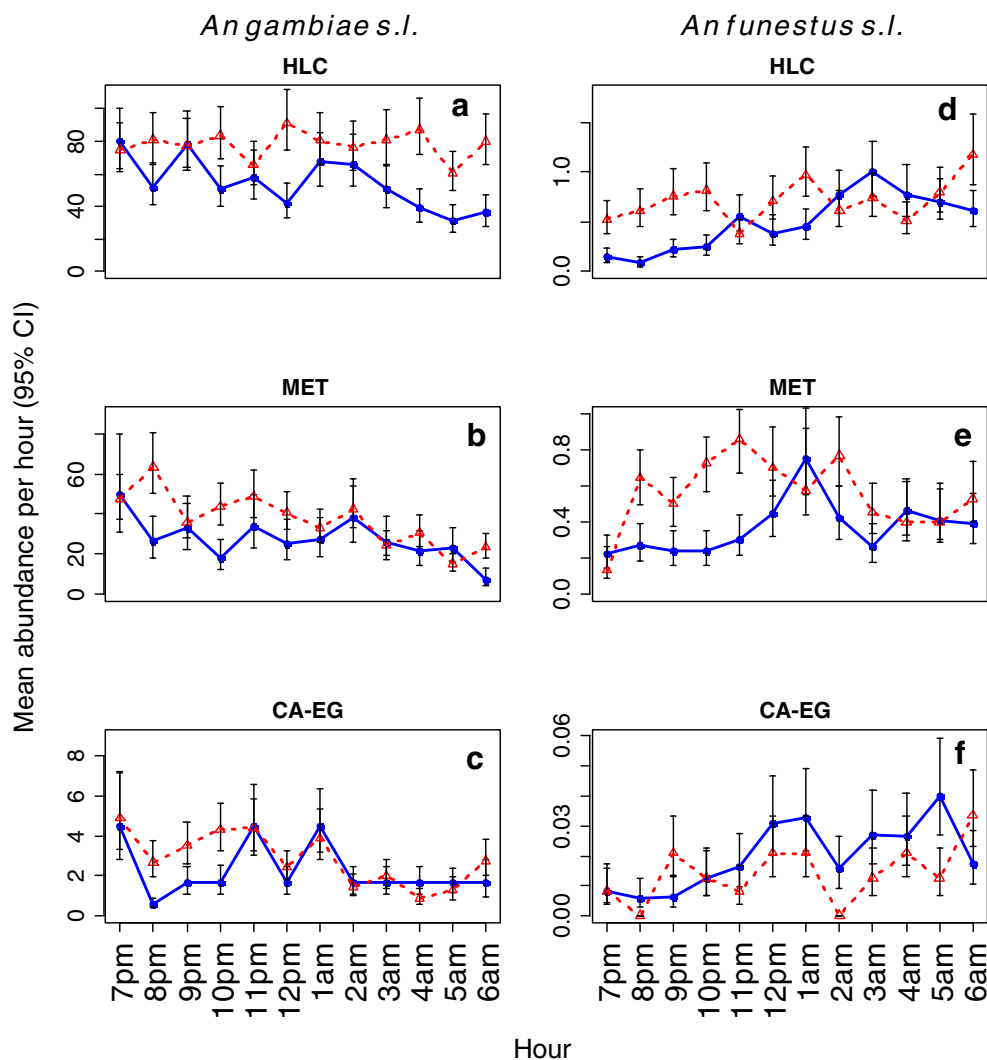 An gambiae s.l.
An funestus s.l.
HLC
HLC
a
d
80
40
0
1.0
0.0
Mean abundance per hour (95% CI)
MET
MET
b
e
60
20
0
0.8
0.4
0.0
CA-EG
CA-EG
c
f
8
6
4
2
0
0.06
0.03
0.00
7pm 8pm 9pm 10pm 11pm 12pm 1am 2am 3am 4am 5am 6am
7pm 8pm 9pm 10pm 11pm 12pm 1am 2am 3am 4am 5am 6am
Hour